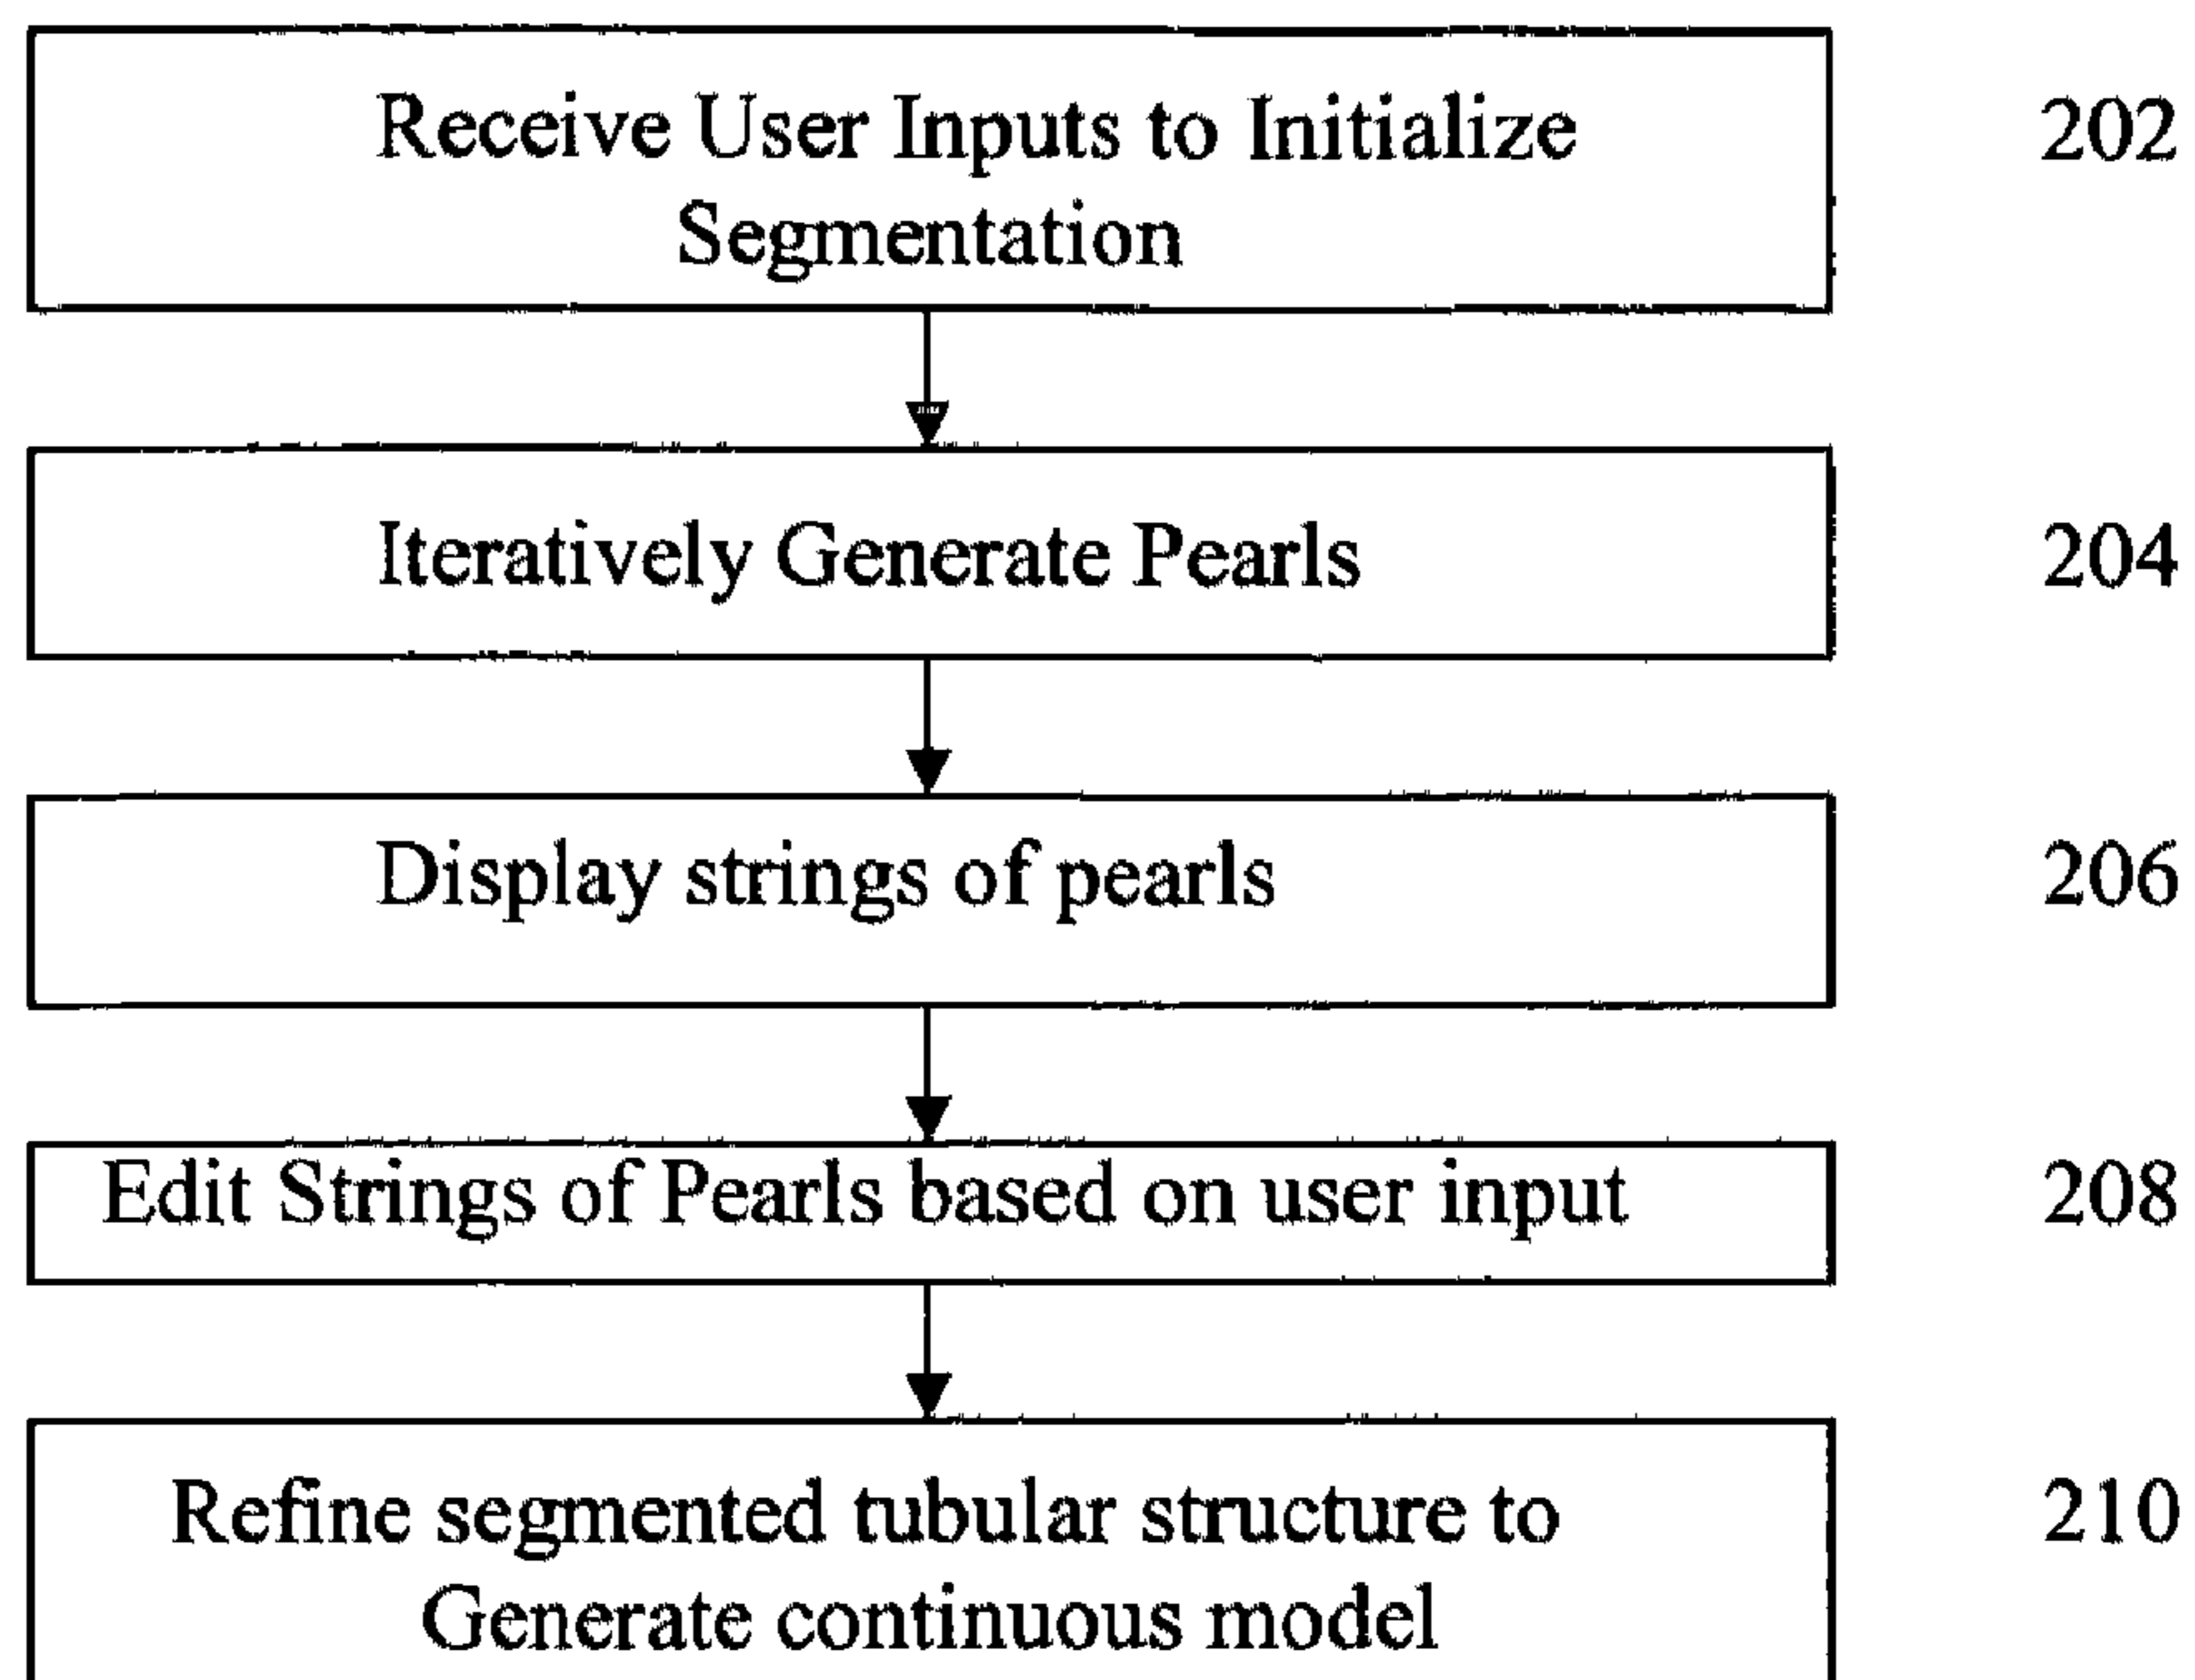 Receive User Inputs to Initialize
Segmentation
202
Iteratively Generate Pearls
204
Display strings of pearls
206
Edit Strings of Pearls based on user input
208
Refine segmented tubular structure to
Generate continuous model
210